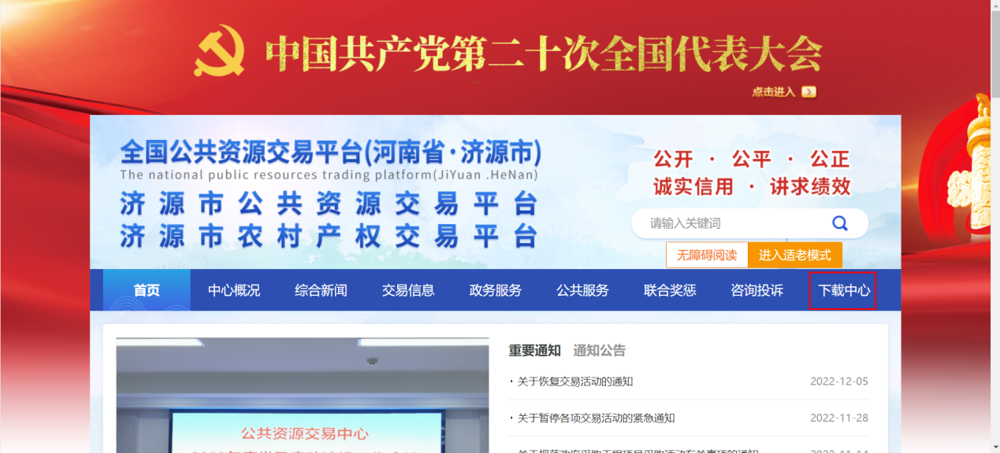 中国共产党第二十次全国代表大会
点击进入
全国公共资源交易平台(河南省·济源市)
The national public resources trading platform(JiYuan .HeNan)
济源市公共资源交易平台
济源市农村产权交易平台
公开 · 公平 · 公正
诚实信用 · 讲求绩效
请输入关键词
无障碍阅读 进入适老模式
首页 中心概况 综合新闻 交易信息 政务服务 公共服务 联合奖惩 咨询投诉 下载中心
重要通知 通知公告
· 关于恢复交易活动的通知 2022-12-05
· 关于暂停各项交易活动的紧急通知 2022-11-28
公共资源交易中心